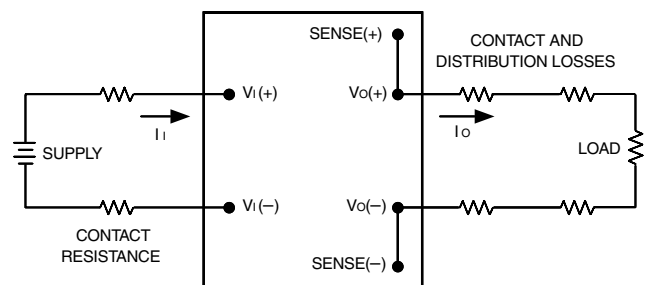 SENSE(+)
CONTACT AND
DISTRIBUTION LOSSES
VI(+)
VO(+)
II
IO
SUPPLY
LOAD
VI(–)
VO(–)
CONTACT
RESISTANCE
SENSE(–)